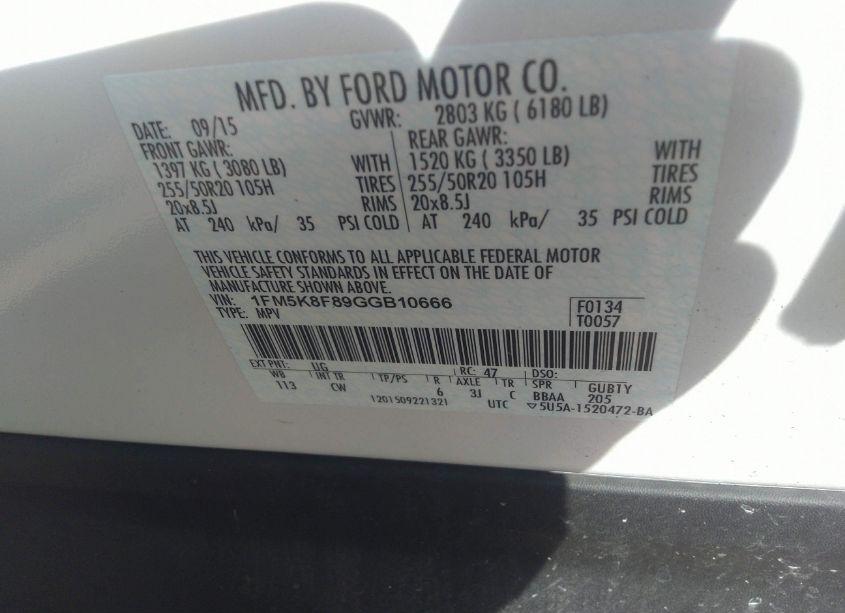 MFD. BY FORD MOTOR CO.
DATE: 09/15 GVWR: 2803 KG ( 6180 LB)
FRONT GAWR: REAR GAWR:
1397 KG ( 3080 LB) WITH 1520 KG ( 3350 LB) WITH
255/50R20 105H TIRES 255/50R20 105H TIRES
20x8.5J RIMS 20x8.5J RIMS
AT 240 kPa/ 35 PSI COLD AT 240 kPa/ 35 PSI COLD
THIS VEHICLE CONFORMS TO ALL APPLICABLE FEDERAL MOTOR
VEHICLE SAFETY STANDARDS IN EFFECT ON THE DATE OF
MANUFACTURE SHOWN ABOVE.
VIN: 1FM5K8F89GGB10666 F0134
TYPE: MPV T0057
EXT PNT: UG RC: 47 DSO:
WB INT TR TP/PS R AXLE TR SPR GUBTY
113 CW 6 3J C BBAA 205
1201509221321 UTC ▽5U5A-1520472-BA